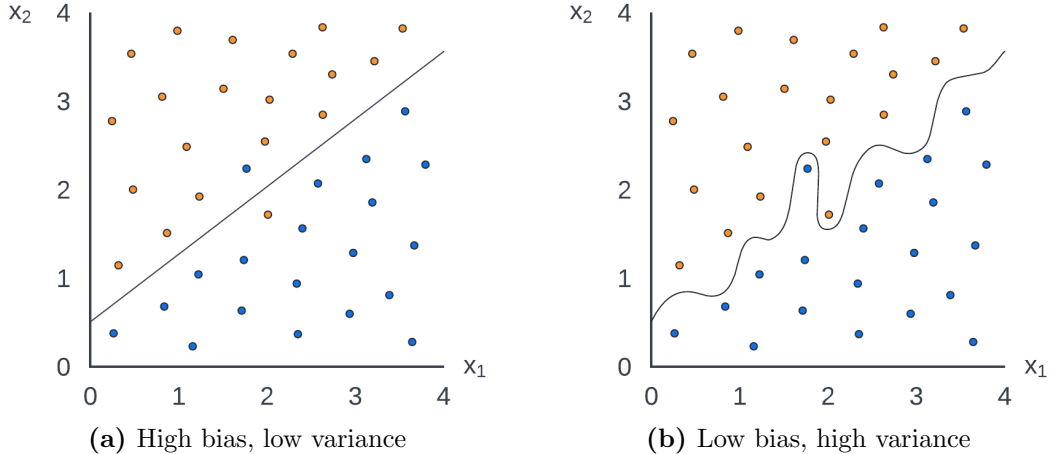 x₂ 4
3
2
1
0
0 1 2 3 4
x₁
(a) High bias, low variance
x₂ 4
3
2
1
0
0 1 2 3 4
x₁
(b) Low bias, high variance